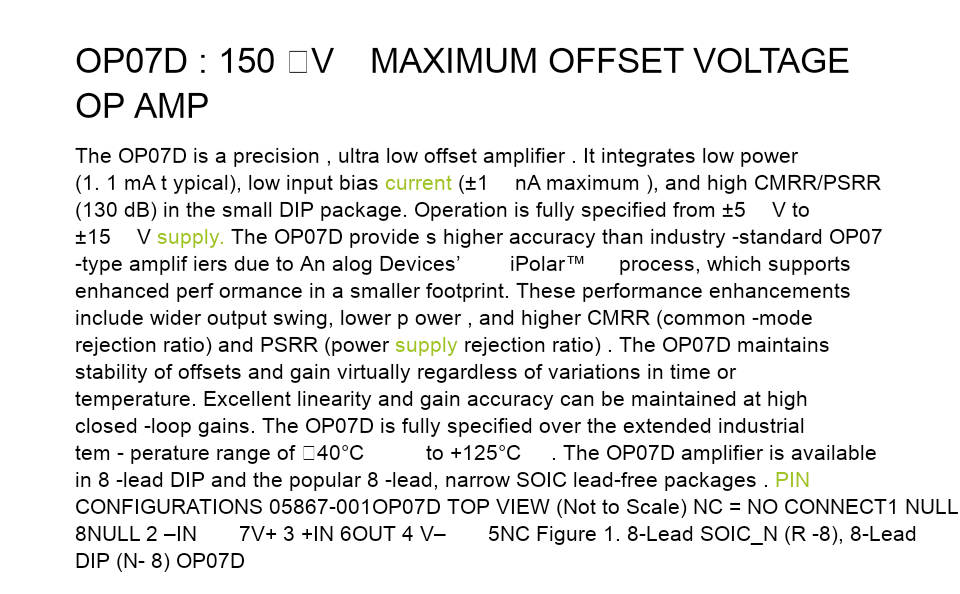 OP07D : 150 □V MAXIMUM OFFSET VOLTAGE
OP AMP
The OP07D is a precision , ultra low offset amplifier . It integrates low power
(1. 1 mA t ypical), low input bias current (±1 nA maximum ), and high CMRR/PSRR
(130 dB) in the small DIP package. Operation is fully specified from ±5 V to
±15 V supply. The OP07D provide s higher accuracy than industry -standard OP07
-type amplif iers due to An alog Devices’ iPolar™ process, which supports
enhanced perf ormance in a smaller footprint. These performance enhancements
include wider output swing, lower p ower , and higher CMRR (common -mode
rejection ratio) and PSRR (power supply rejection ratio) . The OP07D maintains
stability of offsets and gain virtually regardless of variations in time or
temperature. Excellent linearity and gain accuracy can be maintained at high
closed -loop gains. The OP07D is fully specified over the extended industrial
tem - perature range of □40°C to +125°C . The OP07D amplifier is available
in 8 -lead DIP and the popular 8 -lead, narrow SOIC lead-free packages . PIN
CONFIGURATIONS 05867-001OP07D TOP VIEW (Not to Scale) NC = NO CONNECT1 NULL
8NULL 2 –IN 7V+ 3 +IN 6OUT 4 V– 5NC Figure 1. 8-Lead SOIC_N (R -8), 8-Lead
DIP (N- 8) OP07D